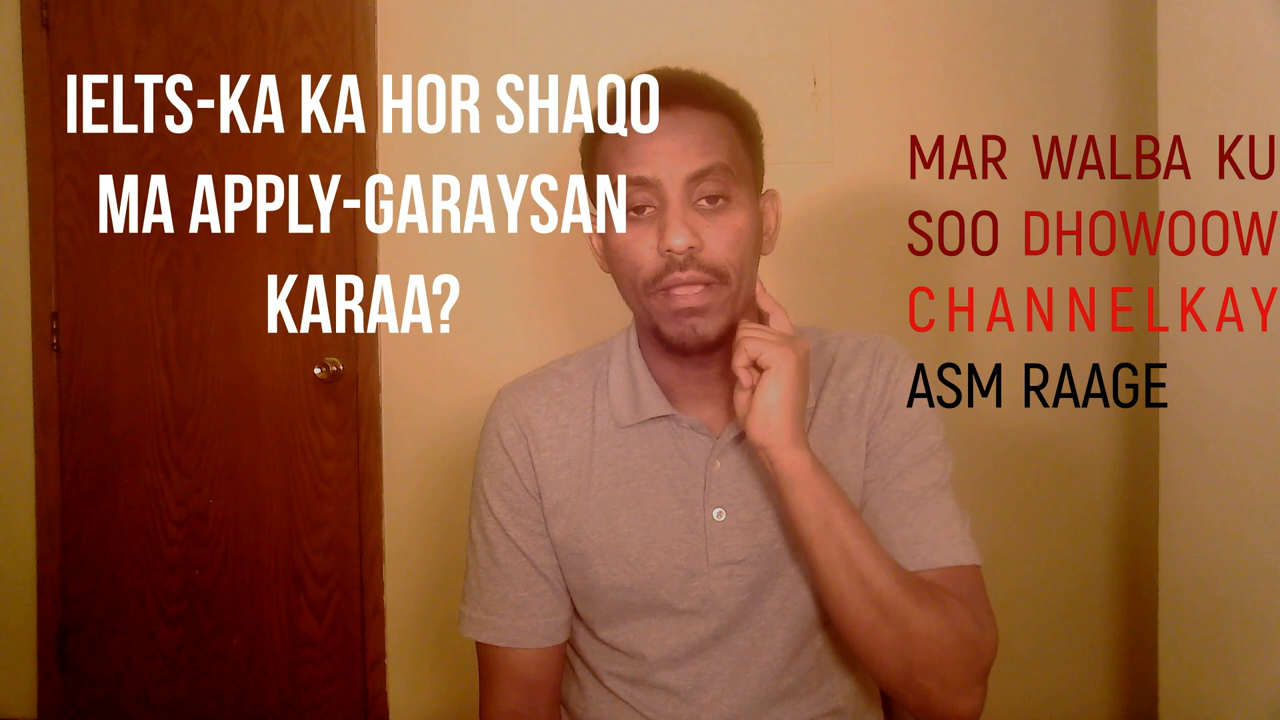 IELTS-KA KA HOR SHAQO
MA APPLY-GARAYSAN
KARAA?
MAR WALBA KU
SOO DHOWOOW
CHANNELKAY
ASM RAAGE